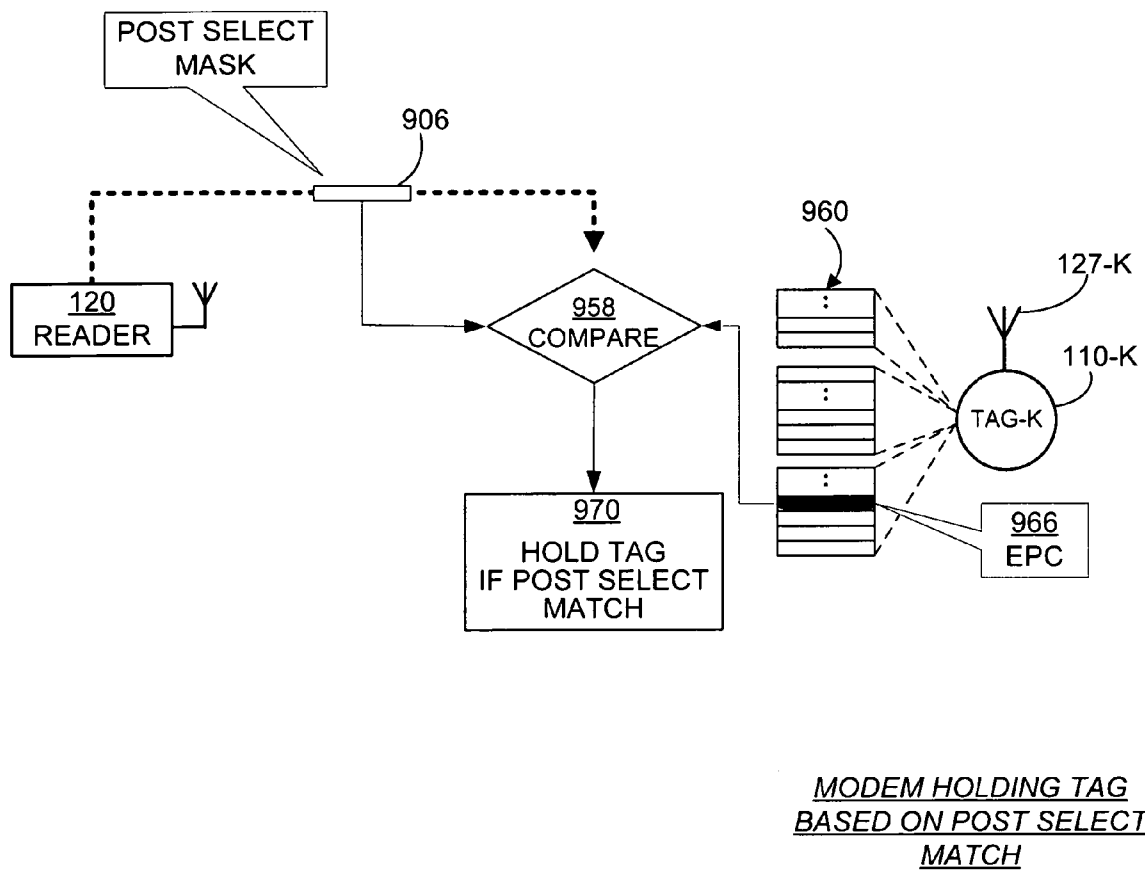 POST SELECT
MASK
906
960
127-K
120
READER
958
COMPARE
110-K
TAG-K
970
HOLD TAG
IF POST SELECT
MATCH
966
EPC
MODEM HOLDING TAG
BASED ON POST SELECT
MATCH